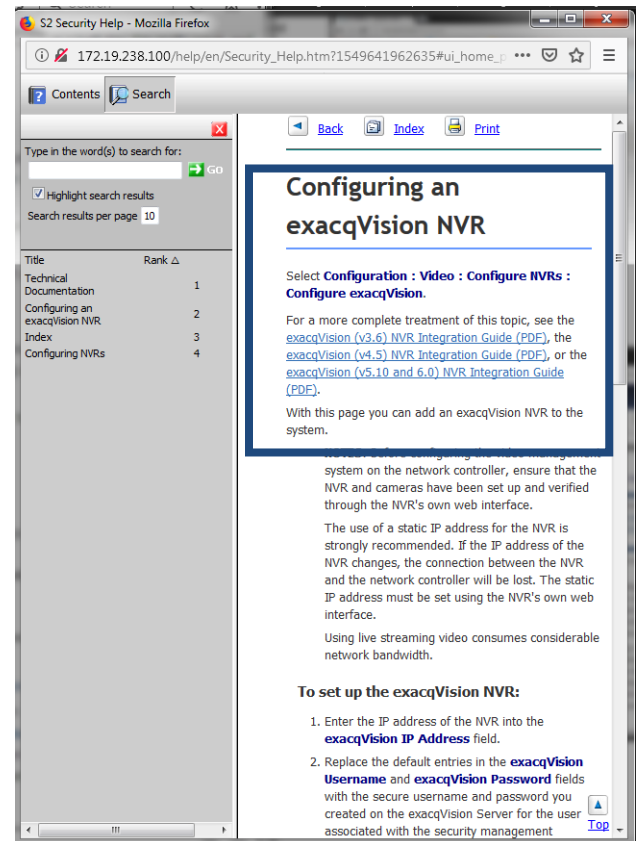 S2 Security Help - Mozilla Firefox
172.19.238.100/help/en/Security_Help.htm?1549641962635#ui_home_p
Contents Search
Type in the word(s) to search for:
Go
Highlight search results
Search results per page 10
Title Rank
Technical
Documentation 1
Configuring an
exacqVision NVR 2
Index 3
Configuring NVRs 4
Back Index Print
Configuring an
exacqVision NVR
Select Configuration : Video : Configure NVRs :
Configure exacqVision.
For a more complete treatment of this topic, see the
exacqVision (v3.6) NVR Integration Guide (PDF), the
exacqVision (v4.5) NVR Integration Guide (PDF), or the
exacqVision (v5.10 and 6.0) NVR Integration Guide
(PDF).
With this page you can add an exacqVision NVR to the
system.
system on the network controller, ensure that the
NVR and cameras have been set up and verified
through the NVR's own web interface.
The use of a static IP address for the NVR is
strongly recommended. If the IP address of the
NVR changes, the connection between the NVR
and the network controller will be lost. The static
IP address must be set using the NVR's own web
interface.
Using live streaming video consumes considerable
network bandwidth.
To set up the exacqVision NVR:
1. Enter the IP address of the NVR into the
exacqVision IP Address field.
2. Replace the default entries in the exacqVision
Username and exacqVision Password fields
with the secure username and password you
created on the exacqVision Server for the user
associated with the security management
Top